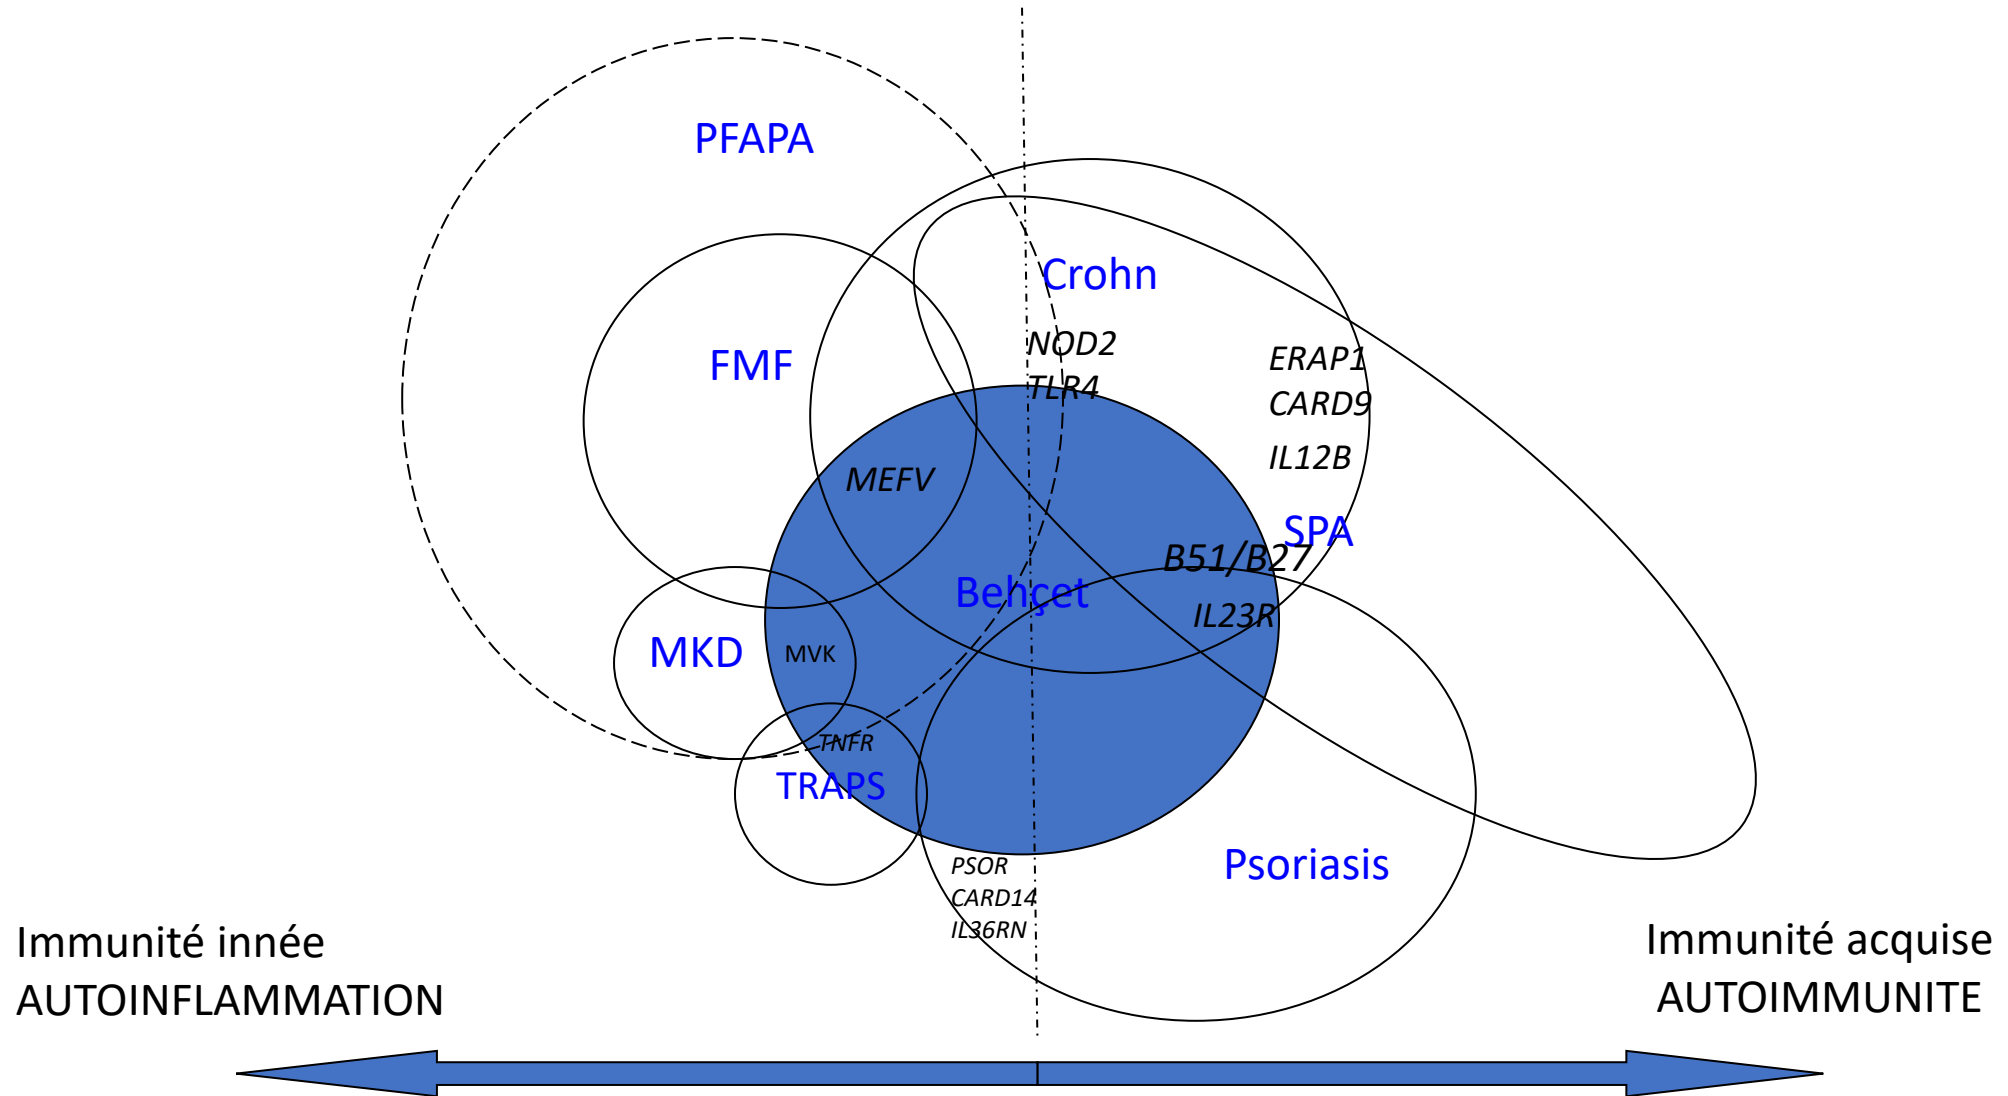 PFAPA
Crohn
NOD2
TLR4
FMF
ERAP1
CARD9
IL12B
MEFV
SPA
B51/B27
Behçet
IL23R
MKD
MVK
TNFR
TRAPS
PSOR
CARD14
IL36RN
Psoriasis
Immunité innée
AUTOINFLAMMATION
Immunité acquise
AUTOIMMUNITE